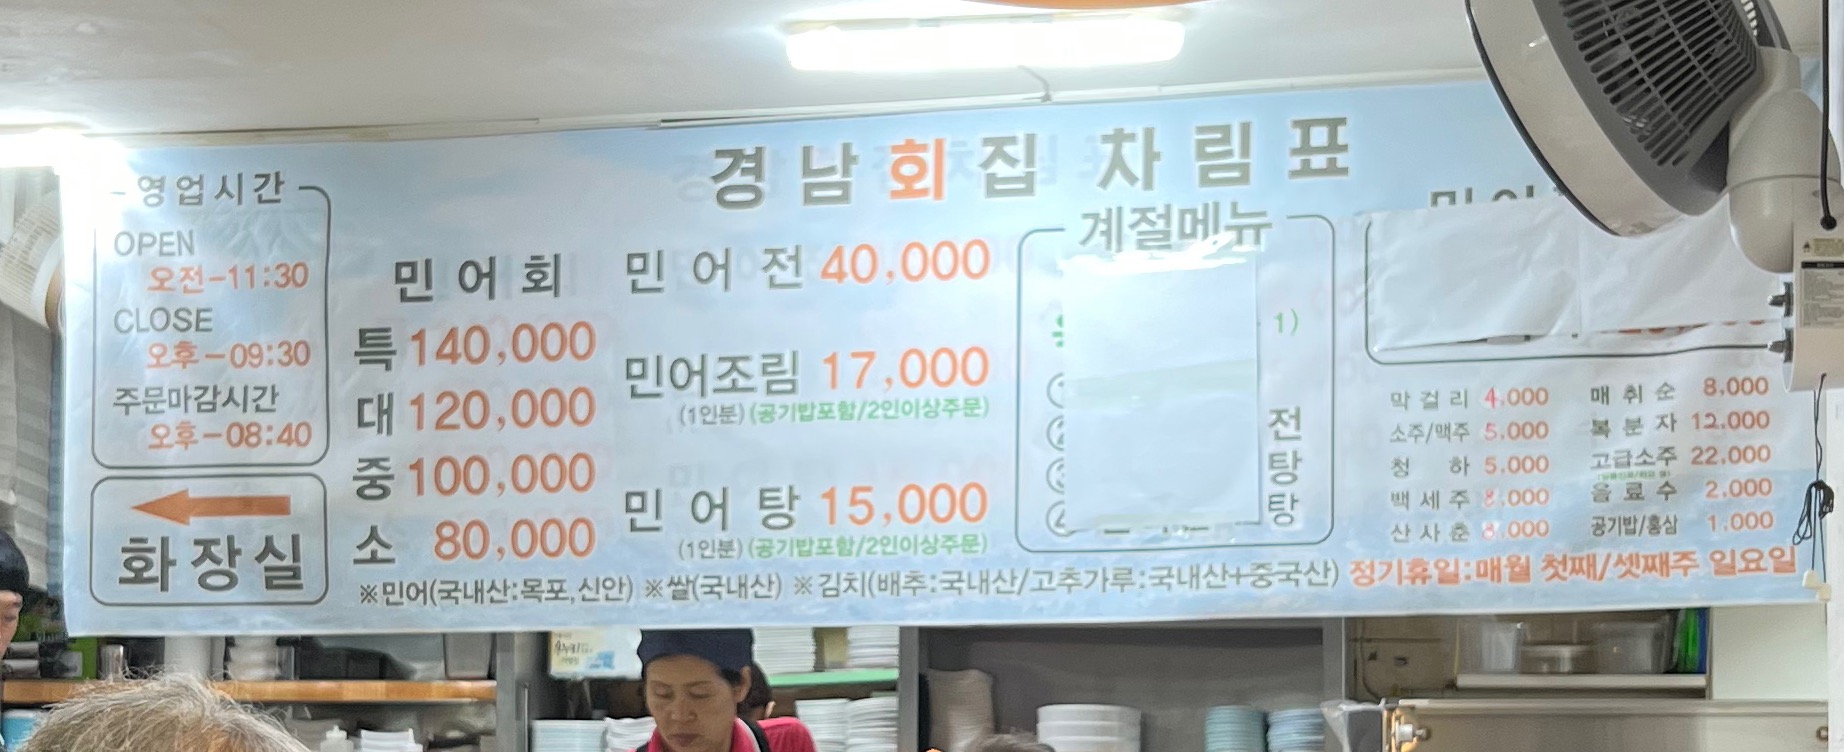 경남회집 차림표
영업시간
OPEN
오전-11:30
CLOSE
오후-09:30
주문마감시간
오후-08:40
화장실
민어회
특 140,000
대 120,000
중 100,000
소 80,000
민어전 40,000
민어조림 17,000
(1인분) (공기밥포함/2인이상주문)
민어탕 15,000
(1인분) (공기밥포함/2인이상주문)
계절메뉴
1)
전
탕
탕
막걸리 4.000
소주/맥주 5.000
청하 5.000
백세주 8.000
산사춘 8.000
매취순 8,000
복분자 12.000
고급소주 22,000
음료수 2.000
공기밥/홍삼 1,000
※민어(국내산:목포,신안) ※쌀(국내산) ※김치(배추:국내산/고추가루:국내산+중국산)
정기휴일:매월 첫째/셋째주 일요일